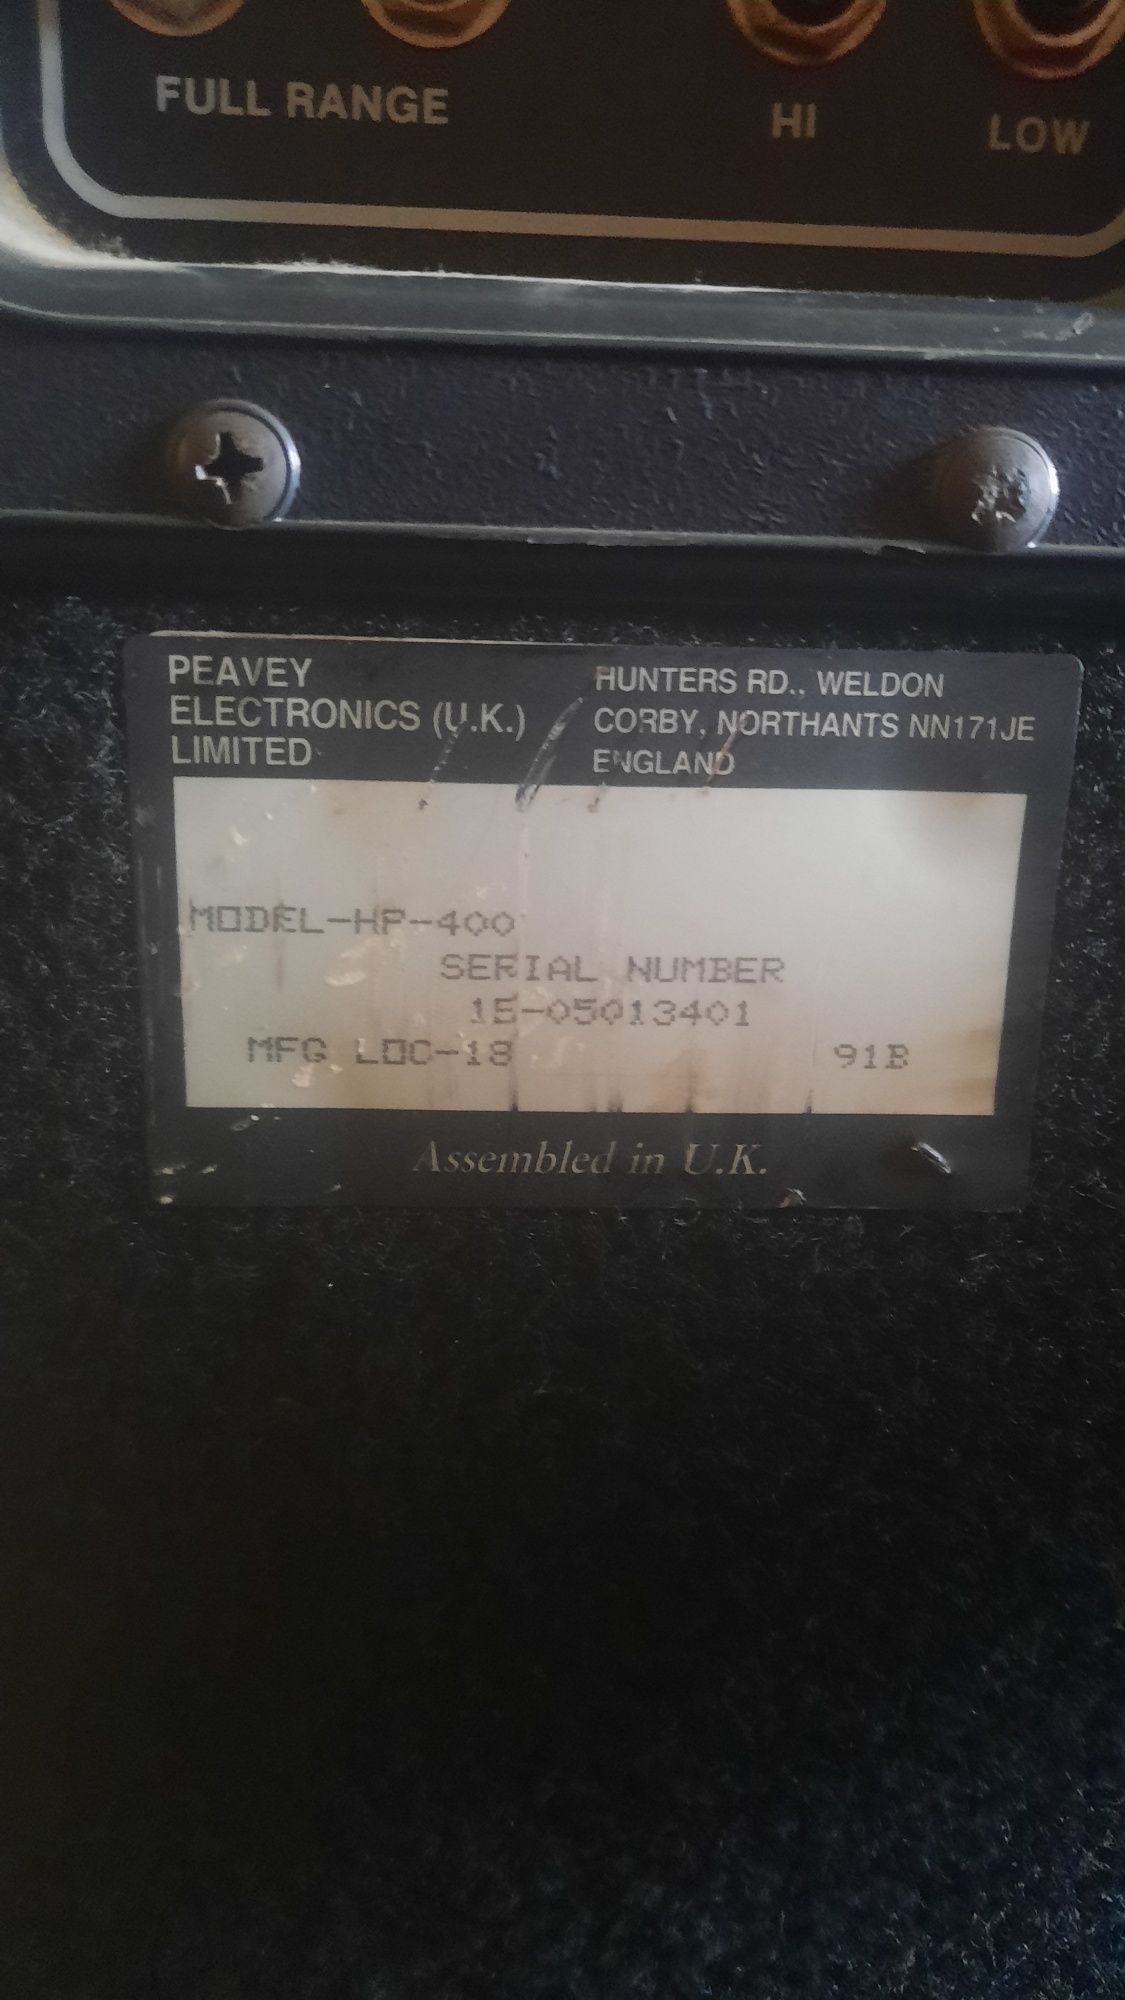 FULL RANGE
HI
LOW
PEAVEY
ELECTRONICS (U.K.)
LIMITED
HUNTERS RD., WELDON
CORBY, NORTHANTS NN171JE
ENGLAND
MODEL-HP-400
SERIAL NUMBER
1E-05013401
MFG LOC-18 91B
Assembled in U.K.